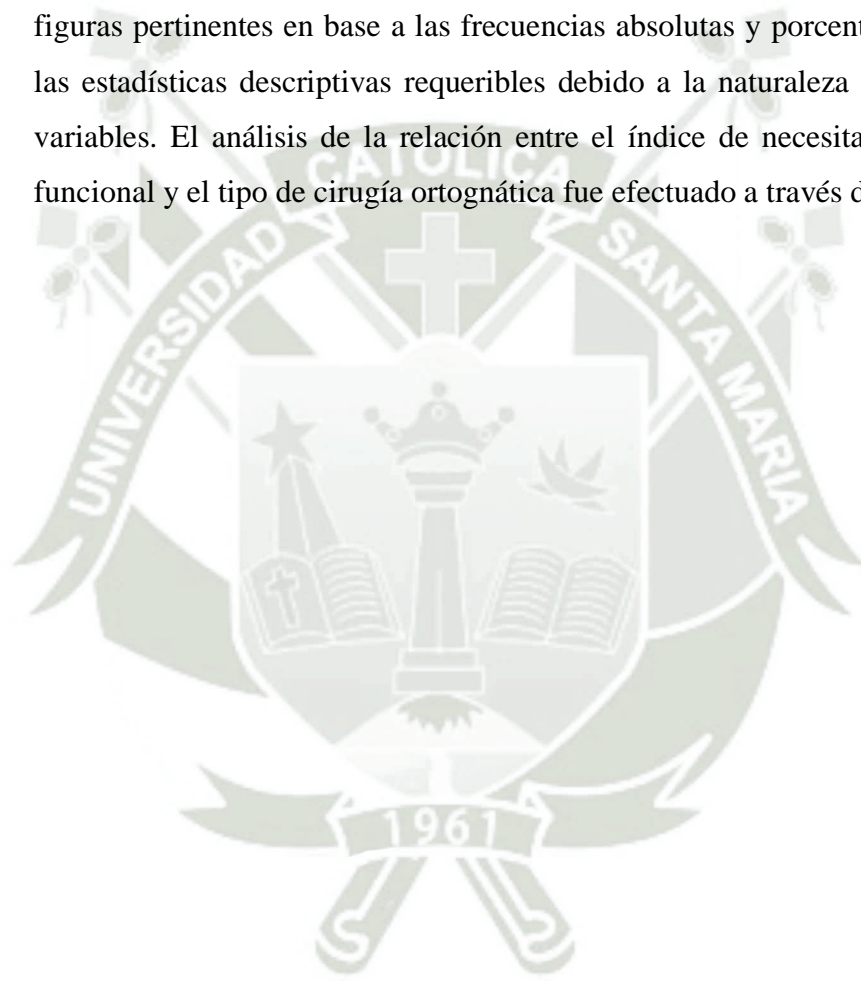 figuras pertinentes en base a las frecuencias absolutas y porcent
las estadísticas descriptivas requeribles debido a la naturaleza
variables. El análisis de la relación entre el índice de necesita
funcional y el tipo de cirugía ortognática fue efectuado a través d
UNIVERSIDAD CATOLICA SANTA MARIA
1961